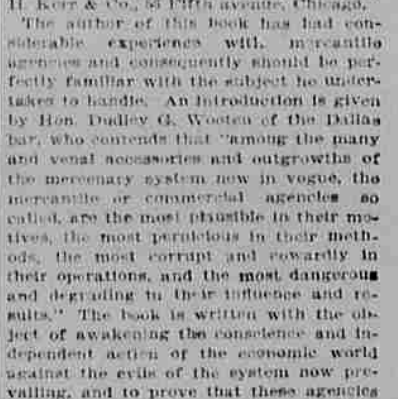 H. Kerr & Co., 56 Fifth avenue, Chicago.
The author of this book has had con-
siderable experience with mercantile
agencies and consequently should be per-
fectly familiar with the subject he under-
takes to handle. An introduction is given
by Hon. Dudley G. Wooten of the Dallas
bar, who contends that "among the many
and venal accessories and outgrowths of
the mercenary system now in vogue, the
mercantile or commercial agencies so
called, are the most plausible in their mo-
tives, the most pernicious in their meth-
ods, the most corrupt and cowardly in
their operations, and the most dangerous
and degrading in their influence and re-
sults." The book is written with the ob-
ject of awakening the conscience and in-
dependent action of the economic world
against the evils of the system now pre-
vailing, and to prove that these agencies